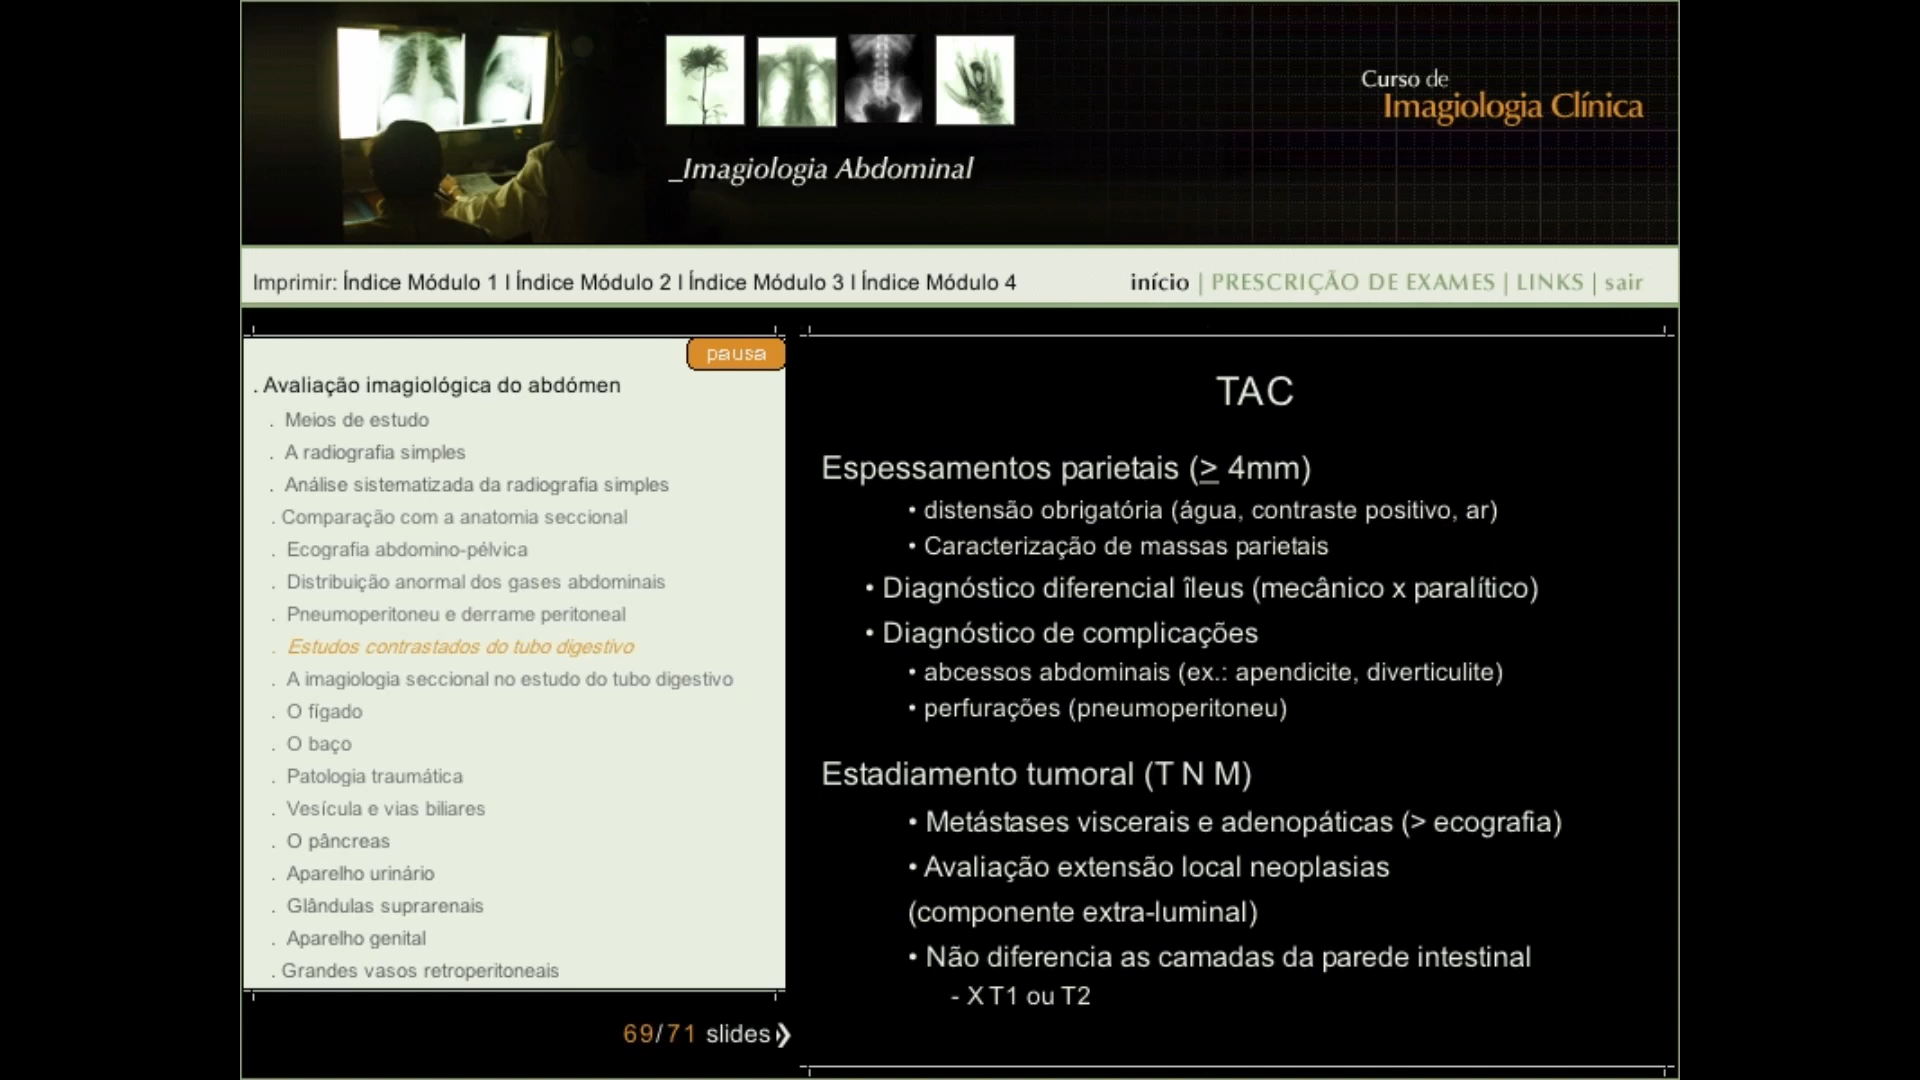 Curso de
Imagiologia Clínica
_Imagiologia Abdominal
Imprimir: Índice Módulo 1 I Índice Módulo 2 I Índice Módulo 3 I Índice Módulo 4
início | PRESCRIÇÃO DE EXAMES | LINKS | sair
pausa
. Avaliação imagiológica do abdómen
. Meios de estudo
. A radiografia simples
. Análise sistematizada da radiografia simples
. Comparação com a anatomia seccional
. Ecografia abdomino-pélvica
. Distribuição anormal dos gases abdominais
. Pneumoperitoneu e derrame peritoneal
. Estudos contrastados do tubo digestivo
. A imagiologia seccional no estudo do tubo digestivo
. O fígado
. O baço
. Patologia traumática
. Vesícula e vias biliares
. O pâncreas
. Aparelho urinário
. Glândulas suprarenais
. Aparelho genital
. Grandes vasos retroperitoneais
69/71 slides
TAC
Espessamentos parietais (≥ 4mm)
• distensão obrigatória (água, contraste positivo, ar)
• Caracterização de massas parietais
• Diagnóstico diferencial îleus (mecânico x paralítico)
• Diagnóstico de complicações
• abcessos abdominais (ex.: apendicite, diverticulite)
• perfurações (pneumoperitoneu)
Estadiamento tumoral (T N M)
• Metástases viscerais e adenopáticas (> ecografia)
• Avaliação extensão local neoplasias
(componente extra-luminal)
• Não diferencia as camadas da parede intestinal
- X T1 ou T2